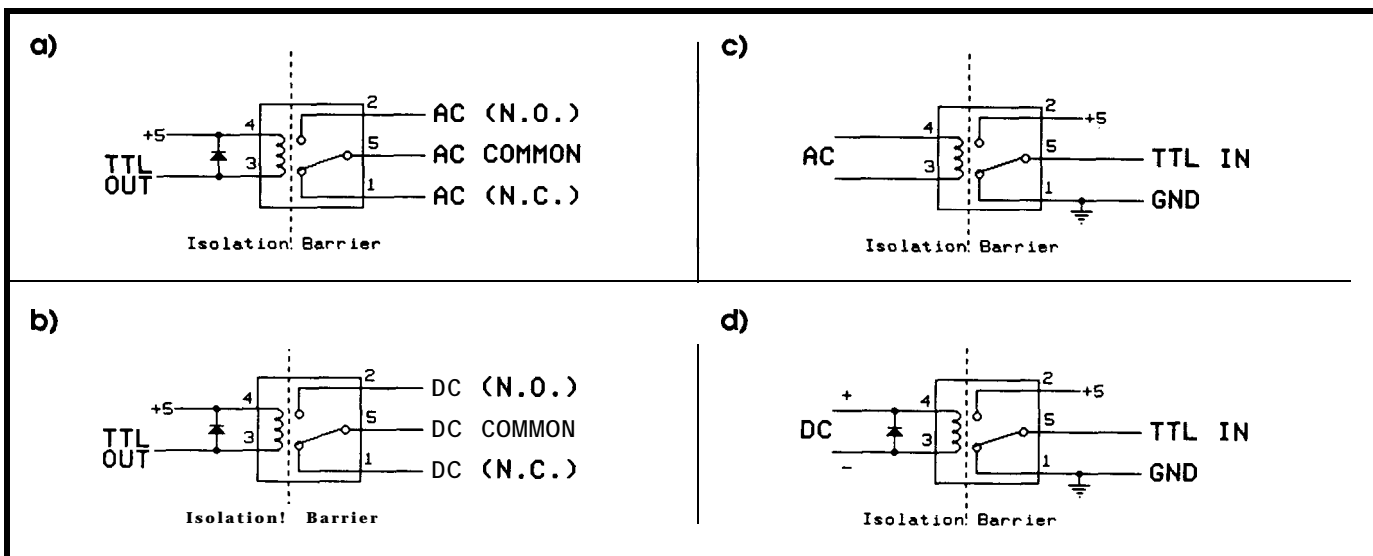 a)
2
AC (N.O.)
+5
4
5
AC COMMON
TTL
OUT
3
1
AC (N.C.)
Isolation Barrier
c)
2
+5
4
5
AC
TTL IN
3
1
GND
Isolation Barrier
b)
2
DC (N.O.)
+5
4
5
DC COMMON
TTL
OUT
3
1
DC (N.C.)
Isolation! Barrier
d)
2
+5
+
4
5
DC
TTL IN
3
1
-
GND
Isolation Barrier